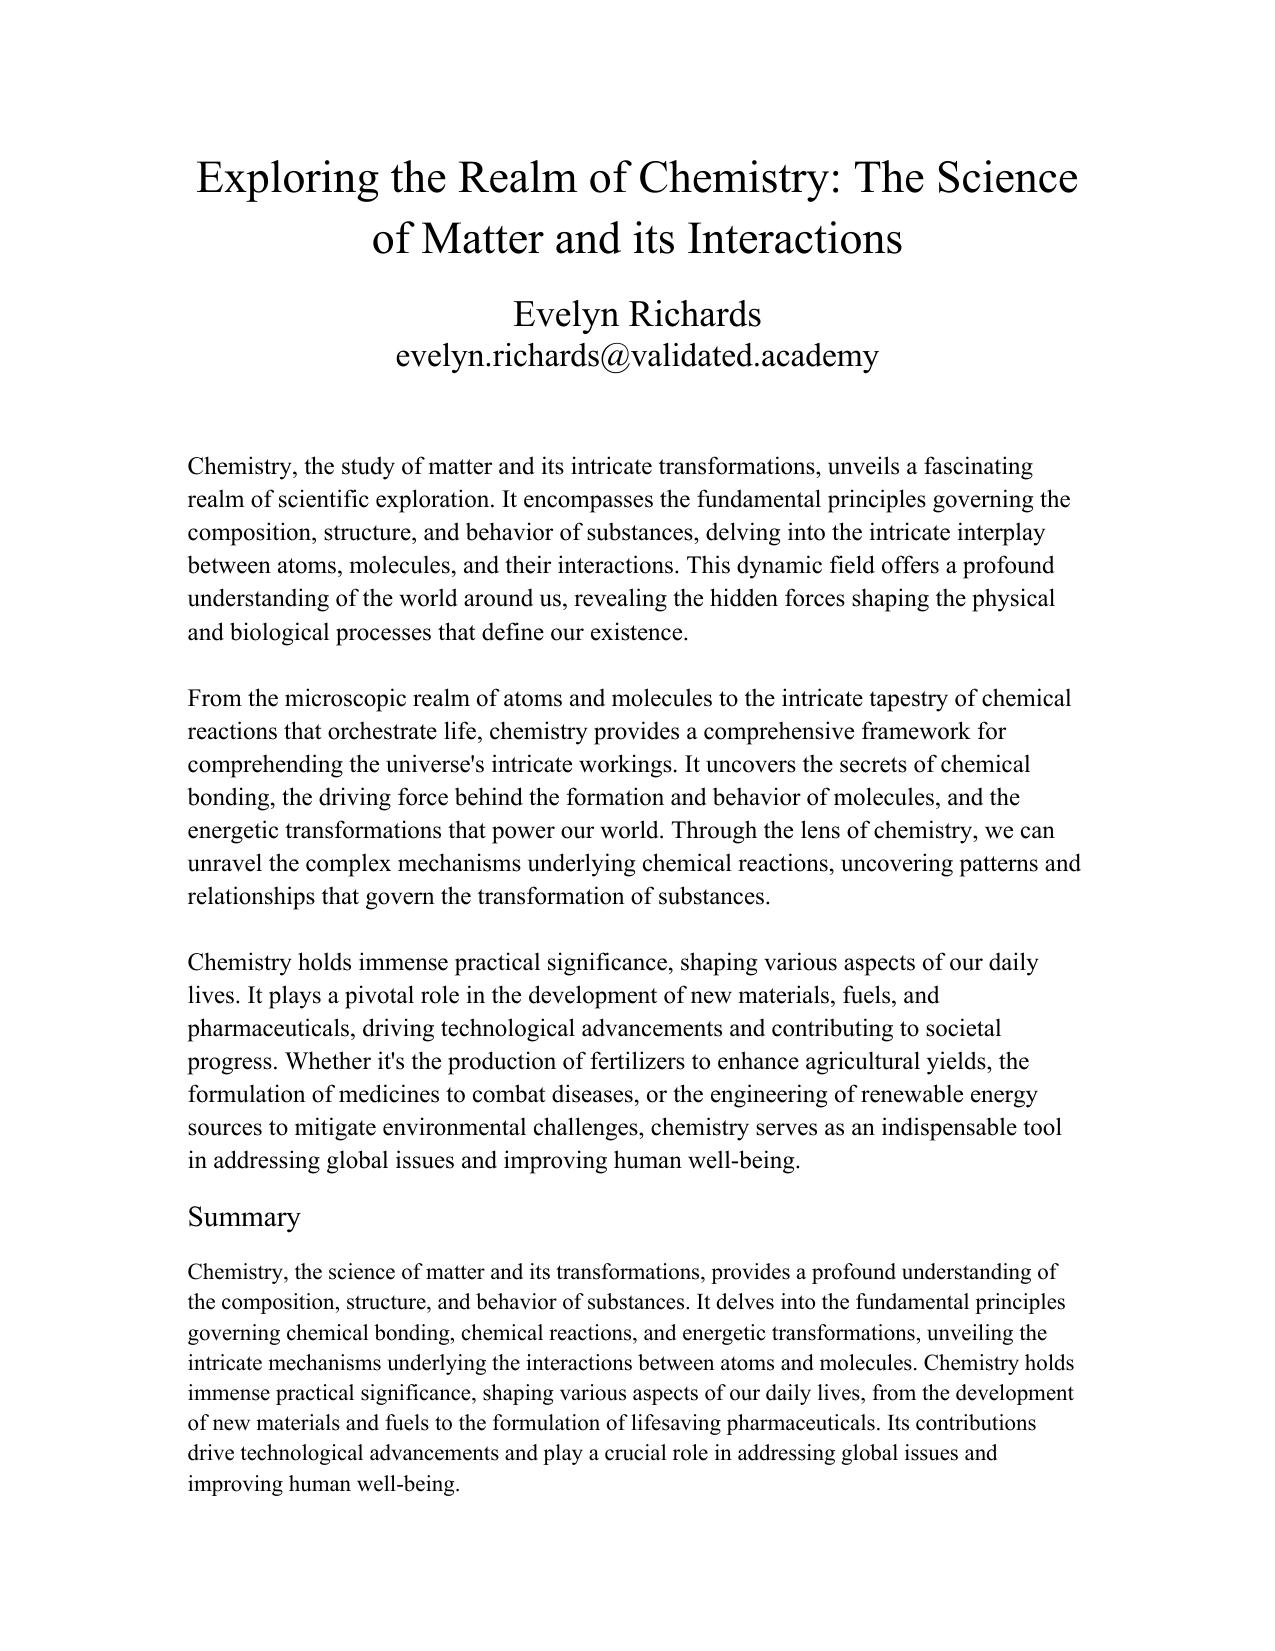 Exploring the Realm of Chemistry: The Science
of Matter and its Interactions
Evelyn Richards
evelyn.richards@validated.academy
Chemistry, the study of matter and its intricate transformations, unveils a fascinating
realm of scientific exploration. It encompasses the fundamental principles governing the
composition, structure, and behavior of substances, delving into the intricate interplay
between atoms, molecules, and their interactions. This dynamic field offers a profound
understanding of the world around us, revealing the hidden forces shaping the physical
and biological processes that define our existence.
From the microscopic realm of atoms and molecules to the intricate tapestry of chemical
reactions that orchestrate life, chemistry provides a comprehensive framework for
comprehending the universe's intricate workings. It uncovers the secrets of chemical
bonding, the driving force behind the formation and behavior of molecules, and the
energetic transformations that power our world. Through the lens of chemistry, we can
unravel the complex mechanisms underlying chemical reactions, uncovering patterns and
relationships that govern the transformation of substances.
Chemistry holds immense practical significance, shaping various aspects of our daily
lives. It plays a pivotal role in the development of new materials, fuels, and
pharmaceuticals, driving technological advancements and contributing to societal
progress. Whether it's the production of fertilizers to enhance agricultural yields, the
formulation of medicines to combat diseases, or the engineering of renewable energy
sources to mitigate environmental challenges, chemistry serves as an indispensable tool
in addressing global issues and improving human well-being.
Summary
Chemistry, the science of matter and its transformations, provides a profound understanding of
the composition, structure, and behavior of substances. It delves into the fundamental principles
governing chemical bonding, chemical reactions, and energetic transformations, unveiling the
intricate mechanisms underlying the interactions between atoms and molecules. Chemistry holds
immense practical significance, shaping various aspects of our daily lives, from the development
of new materials and fuels to the formulation of lifesaving pharmaceuticals. Its contributions
drive technological advancements and play a crucial role in addressing global issues and
improving human well-being.